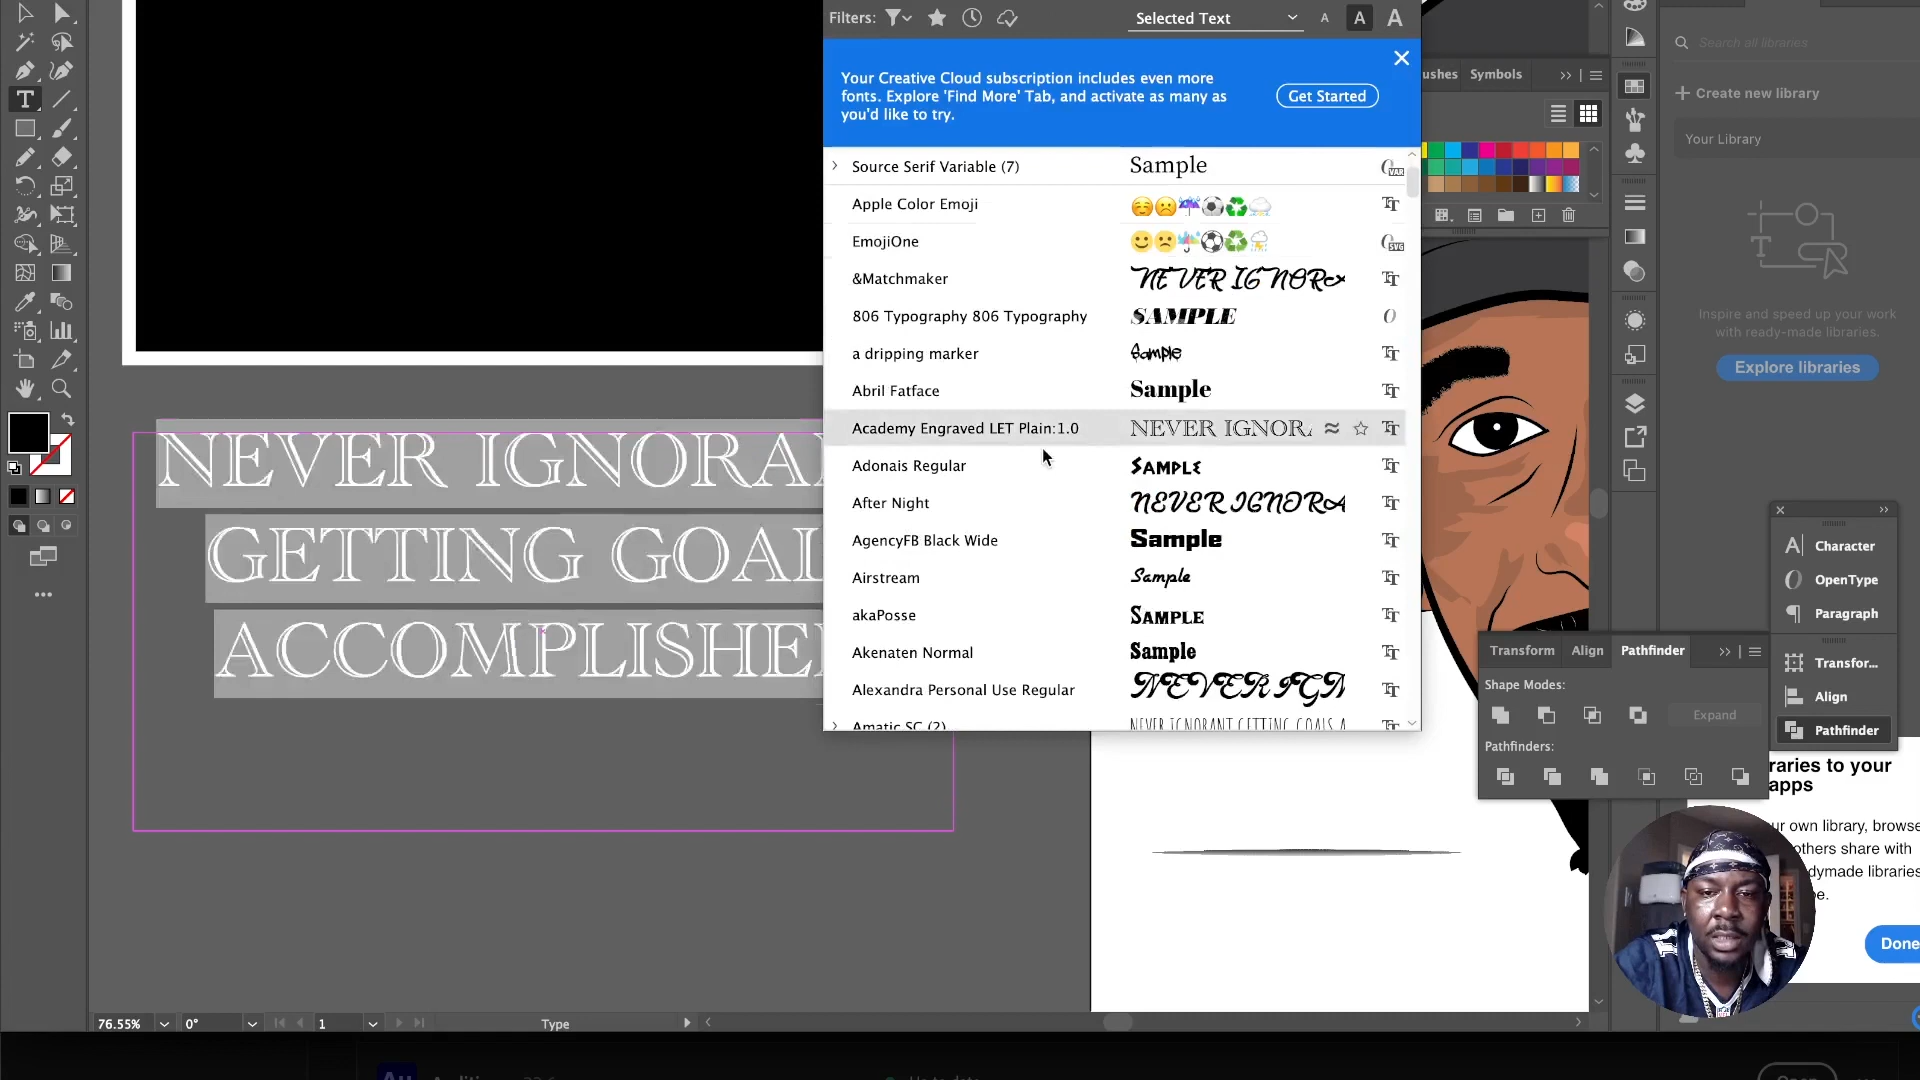 Filters:
Selected Text
A
A
A
Your Creative Cloud subscription includes even more
fonts. Explore 'Find More' Tab, and activate as many as
you'd like to try.
Get Started
Source Serif Variable (7)
Sample
Apple Color Emoji
EmojiOne
&Matchmaker
NEVER IGNOR
806 Typography 806 Typography
SAMPLE
a dripping marker
Sample
Abril Fatface
Sample
Academy Engraved LET Plain:1.0
NEVER IGNOR
Adonais Regular
SAMPLE
After Night
NEVER IGNORA
AgencyFB Black Wide
Sample
Airstream
Sample
akaPosse
SAMPLE
Akenaten Normal
Sample
Alexandra Personal Use Regular
NEVER IGN
Amatic SC (2)
NEVER IGNORANT GETTING GOALS A
NEVER IGNORA
GETTING GOAL
ACCOMPLISHE
ushes
Symbols
Search all libraries
Create new library
Your Library
Inspire and speed up your work
with ready-made libraries.
Explore libraries
Character
OpenType
Paragraph
Transfor...
Align
Pathfinder
Transform
Align
Pathfinder
Shape Modes:
Expand
Pathfinders:
raries to your
apps
ur own library, browse
others share with
dymade libraries
pe.
Done
76.55%
0°
1
Type